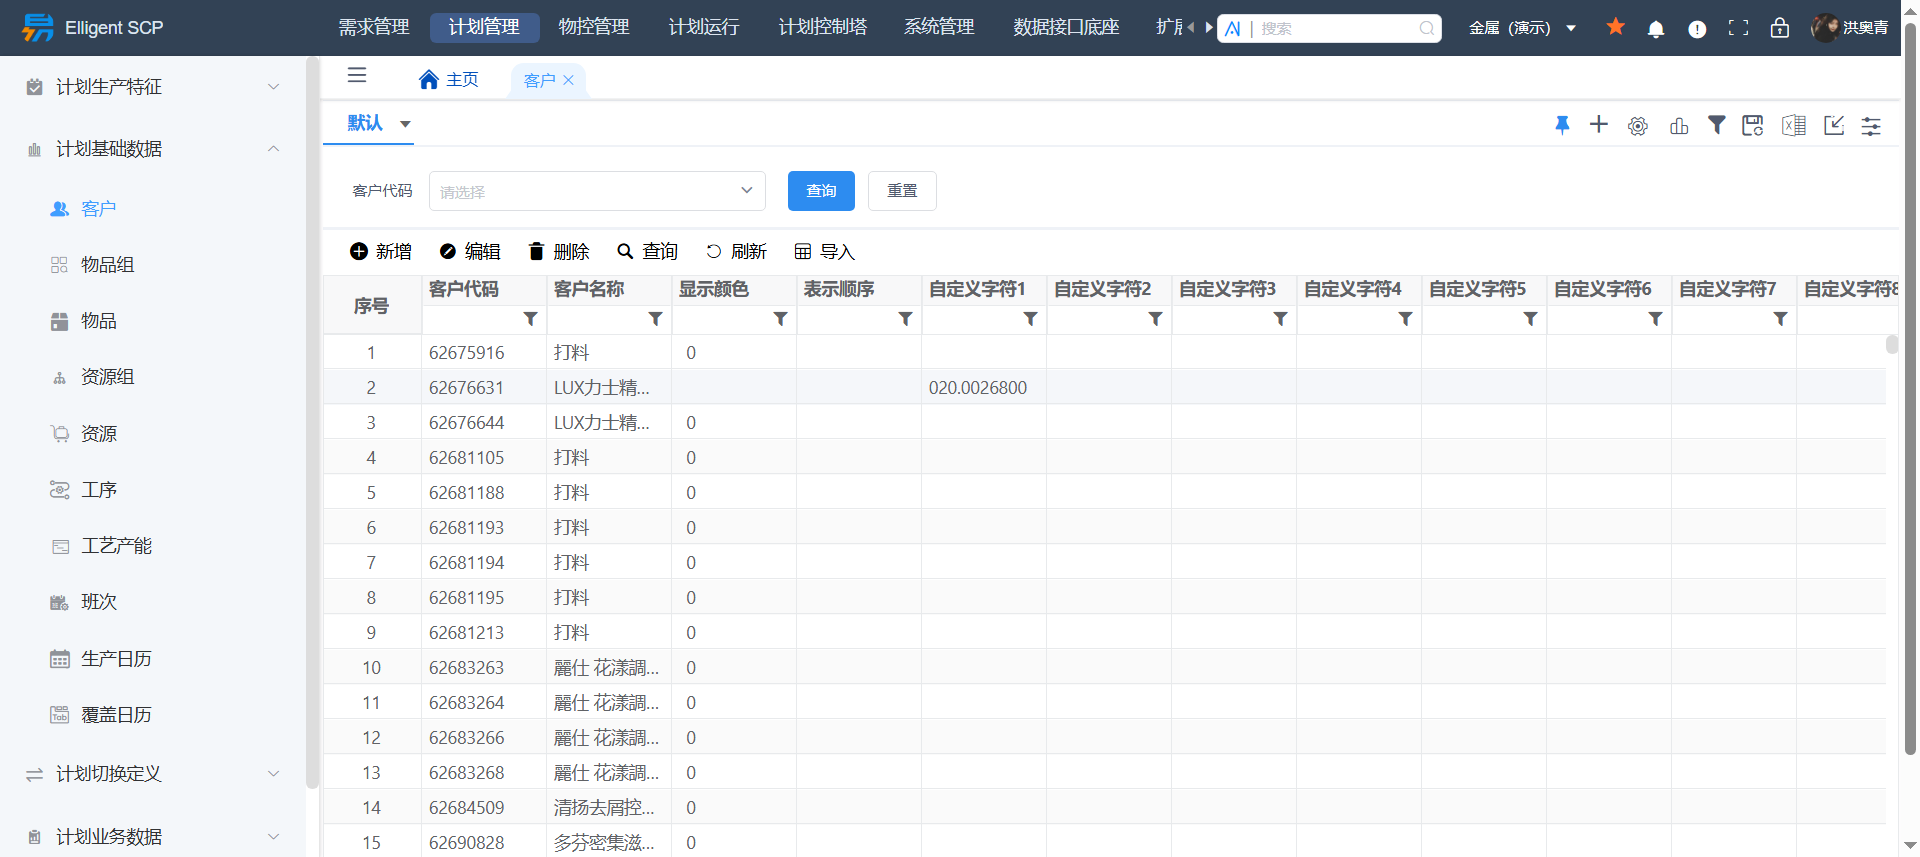 Elligent SCP
需求管理 计划管理 物控管理 计划运行 计划控制塔 系统管理 数据接口底座 扩展
AI | 搜索
金属（演示）
洪奥青
计划生产特征
计划基础数据
客户
物品组
物品
资源组
资源
工序
工艺产能
班次
生产日历
Tab 覆盖日历
计划切换定义
计划业务数据
主页 客户
默认
客户代码 请选择 查询 重置
新增 编辑 删除 查询 刷新 导入
序号 客户代码 客户名称 显示颜色 表示顺序 自定义字符1 自定义字符2 自定义字符3 自定义字符4 自定义字符5 自定义字符6 自定义字符7 自定义字符8
1 62675916 打料 0
2 62676631 LUX力士精... 020.0026800
3 62676644 LUX力士精... 0
4 62681105 打料 0
5 62681188 打料 0
6 62681193 打料 0
7 62681194 打料 0
8 62681195 打料 0
9 62681213 打料 0
10 62683263 麗仕 花漾調... 0
11 62683264 麗仕 花漾調... 0
12 62683266 麗仕 花漾調... 0
13 62683268 麗仕 花漾調... 0
14 62684509 清扬去屑控... 0
15 62690828 多芬密集滋... 0